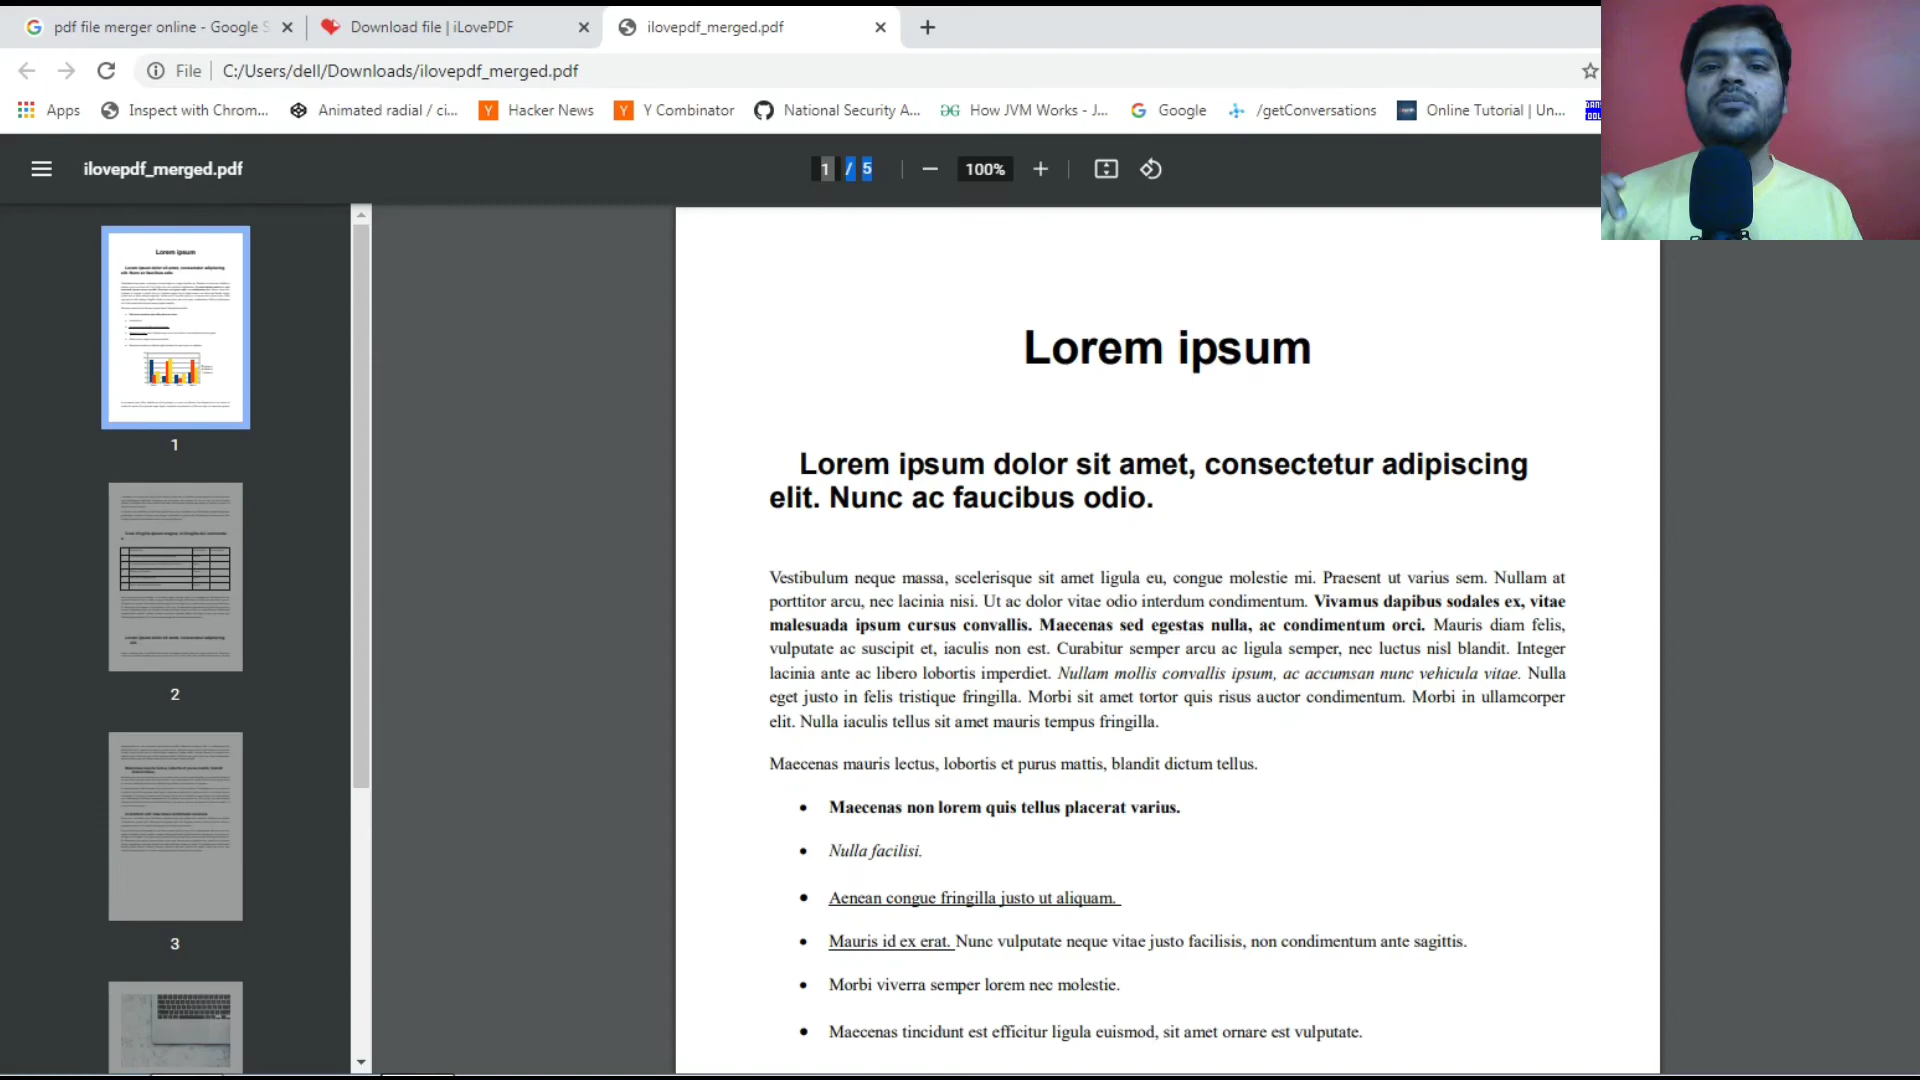 pdf file merger online - Google S
Download file | iLovePDF
ilovepdf_merged.pdf
File
C:/Users/dell/Downloads/ilovepdf_merged.pdf
Apps
Inspect with Chrom...
Animated radial / ci...
Hacker News
Y Combinator
National Security A...
How JVM Works - J...
Google
/getConversations
Online Tutorial | Un...
ilovepdf_merged.pdf
1 / 5
100%
Lorem ipsum
1
2
3
Lorem ipsum
Lorem ipsum dolor sit amet, consectetur adipiscing
elit. Nunc ac faucibus odio.
Vestibulum neque massa, scelerisque sit amet ligula eu, congue molestie mi. Praesent ut varius sem. Nullam at
porttitor arcu, nec lacinia nisi. Ut ac dolor vitae odio interdum condimentum. Vivamus dapibus sodales ex, vitae
malesuada ipsum cursus convallis. Maecenas sed egestas nulla, ac condimentum orci. Mauris diam felis,
vulputate ac suscipit et, iaculis non est. Curabitur semper arcu ac ligula semper, nec luctus nisl blandit. Integer
lacinia ante ac libero lobortis imperdiet. Nullam mollis convallis ipsum, ac accumsan nunc vehicula vitae. Nulla
eget justo in felis tristique fringilla. Morbi sit amet tortor quis risus auctor condimentum. Morbi in ullamcorper
elit. Nulla iaculis tellus sit amet mauris tempus fringilla.
Maecenas mauris lectus, lobortis et purus mattis, blandit dictum tellus.
• Maecenas non lorem quis tellus placerat varius.
• Nulla facilisi.
• Aenean congue fringilla justo ut aliquam.
• Mauris id ex erat. Nunc vulputate neque vitae justo facilisis, non condimentum ante sagittis.
• Morbi viverra semper lorem nec molestie.
• Maecenas tincidunt est efficitur ligula euismod, sit amet ornare est vulputate.